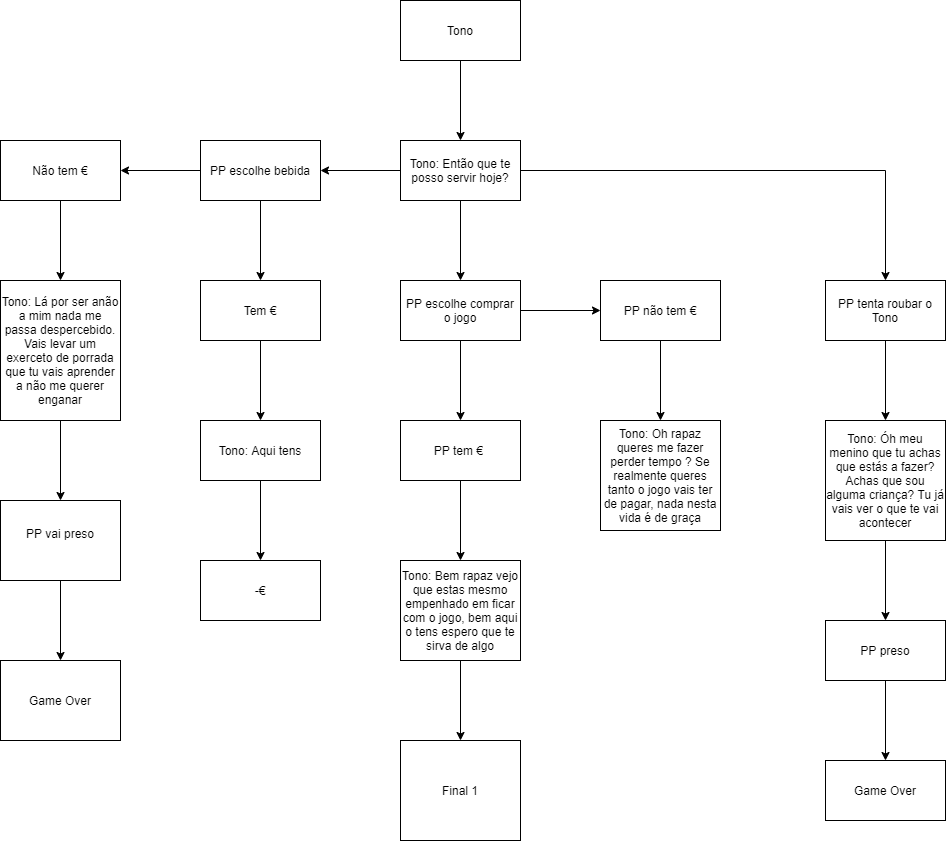 Tono
Não tem €
PP escolhe bebida
Tono: Então que te
posso servir hoje?
Tono: Lá por ser anão
a mim nada me
passa despercebido.
Vais levar um
exerceto de porrada
que tu vais aprender
a não me querer
enganar
Tem €
PP escolhe comprar
o jogo
PP não tem €
PP tenta roubar o
Tono
Tono: Aqui tens
PP tem €
Tono: Oh rapaz
queres me fazer
perder tempo ? Se
realmente queres
tanto o jogo vais ter
de pagar, nada nesta
vida é de graça
Tono: Óh meu
menino que tu achas
que estás a fazer?
Achas que sou
alguma criança? Tu já
vais ver o que te vai
acontecer
PP vai preso
-€
Tono: Bem rapaz vejo
que estas mesmo
empenhado em ficar
com o jogo, bem aqui
o tens espero que te
sirva de algo
PP preso
Game Over
Final 1
Game Over